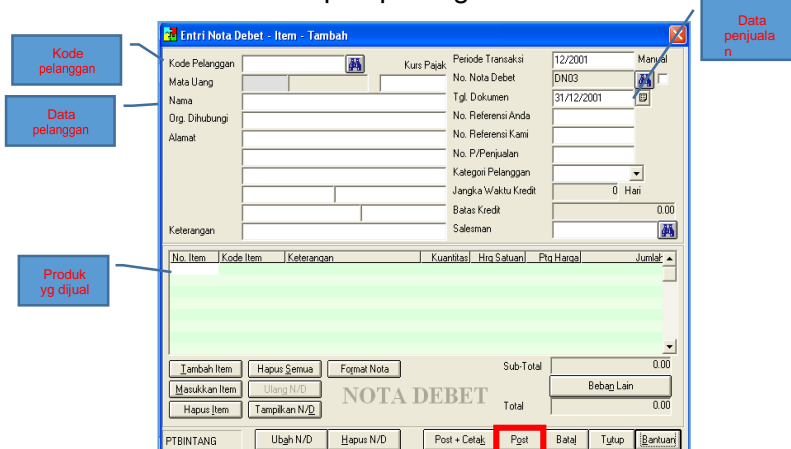 Entri Nota Debet - Item - Tambah
Data
penjuala
n
Kode
pelanggan
Data
pelanggan
Produk
yg dijual
Kode Pelanggan
Kurs Pajak
Mata Uang
Nama
Org. Dihubungi
Alamat
Keterangan
Periode Transaksi 12/2001 Manual
No. Nota Debet DN03
Tgl. Dokumen 31/12/2001
No. Referensi Anda
No. Referensi Kami
No. P/Penjualan
Kategori Pelanggan
Jangka Waktu Kredit 0 Hari
Batas Kredit 0.00
Salesman
No. Item Kode Item Keterangan Kuantitas Hrg Satuan Ptg Harga Jumlah
Tambah Item Hapus Semua Format Nota Sub-Total 0.00
Masukkan Item Ulang N/D NOTA DEBET Beban Lain
Hapus Item Tampilkan N/D Total 0.00
PTBINTANG Ubah N/D Hapus N/D Post + Cetak Post Batal Tutup Bantuan